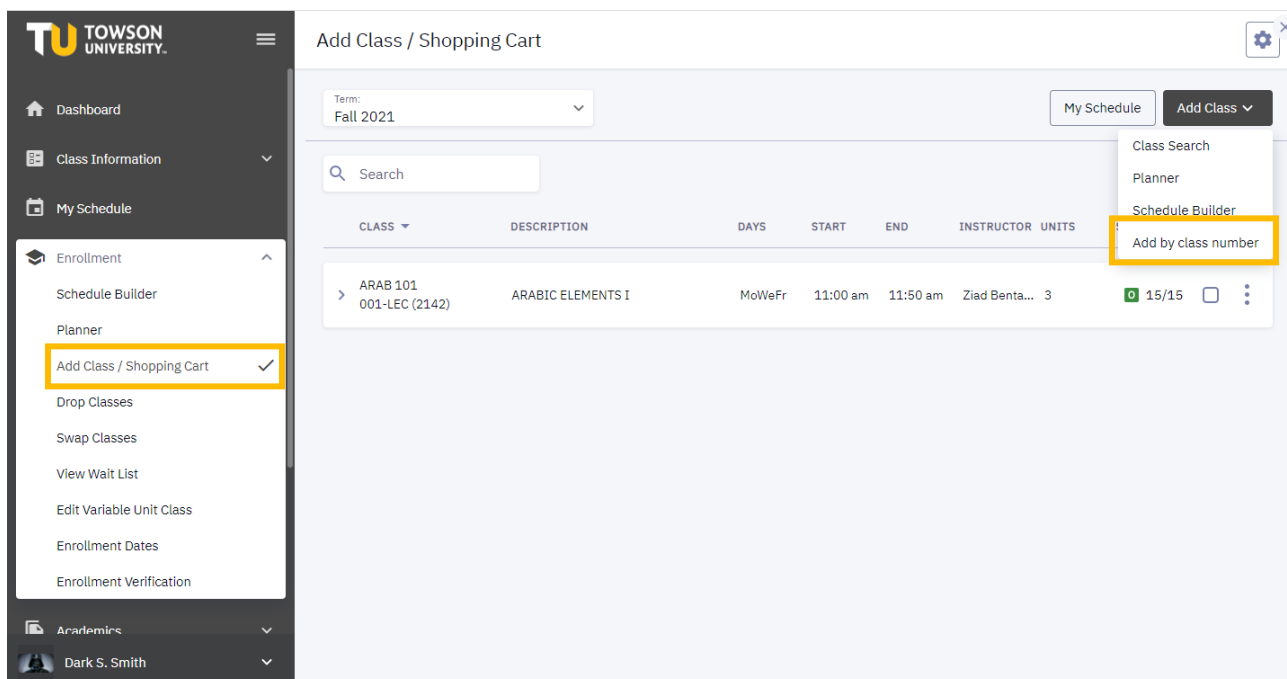 TOWSON
UNIVERSITY.
Dashboard
Class Information
My Schedule
Enrollment
Schedule Builder
Planner
Add Class / Shopping Cart
Drop Classes
Swap Classes
View Wait List
Edit Variable Unit Class
Enrollment Dates
Enrollment Verification
Academics
Dark S. Smith
Add Class / Shopping Cart
Term:
Fall 2021
My Schedule
Add Class
Class Search
Planner
Schedule Builder
Add by class number
Search
CLASS DESCRIPTION DAYS START END INSTRUCTOR UNITS
ARAB 101
001-LEC (2142)
ARABIC ELEMENTS I MoWeFr 11:00 am 11:50 am Ziad Benta... 3 O 15/15